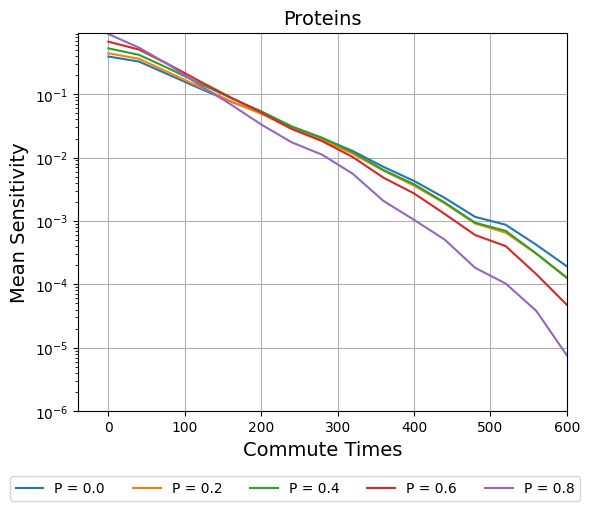 Proteins
Mean Sensitivity
10⁻¹
10⁻²
10⁻³
10⁻⁴
10⁻⁵
10⁻⁶
0 100 200 300 400 500 600
Commute Times
P = 0.0 P = 0.2 P = 0.4 P = 0.6 P = 0.8